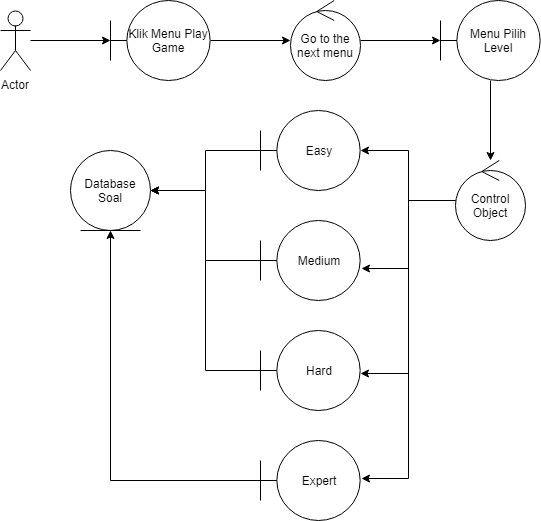 Klik Menu Play
Game
Go to the
next menu
Menu Pilih
Level
Actor
Easy
Database
Soal
Control
Object
Medium
Hard
Expert